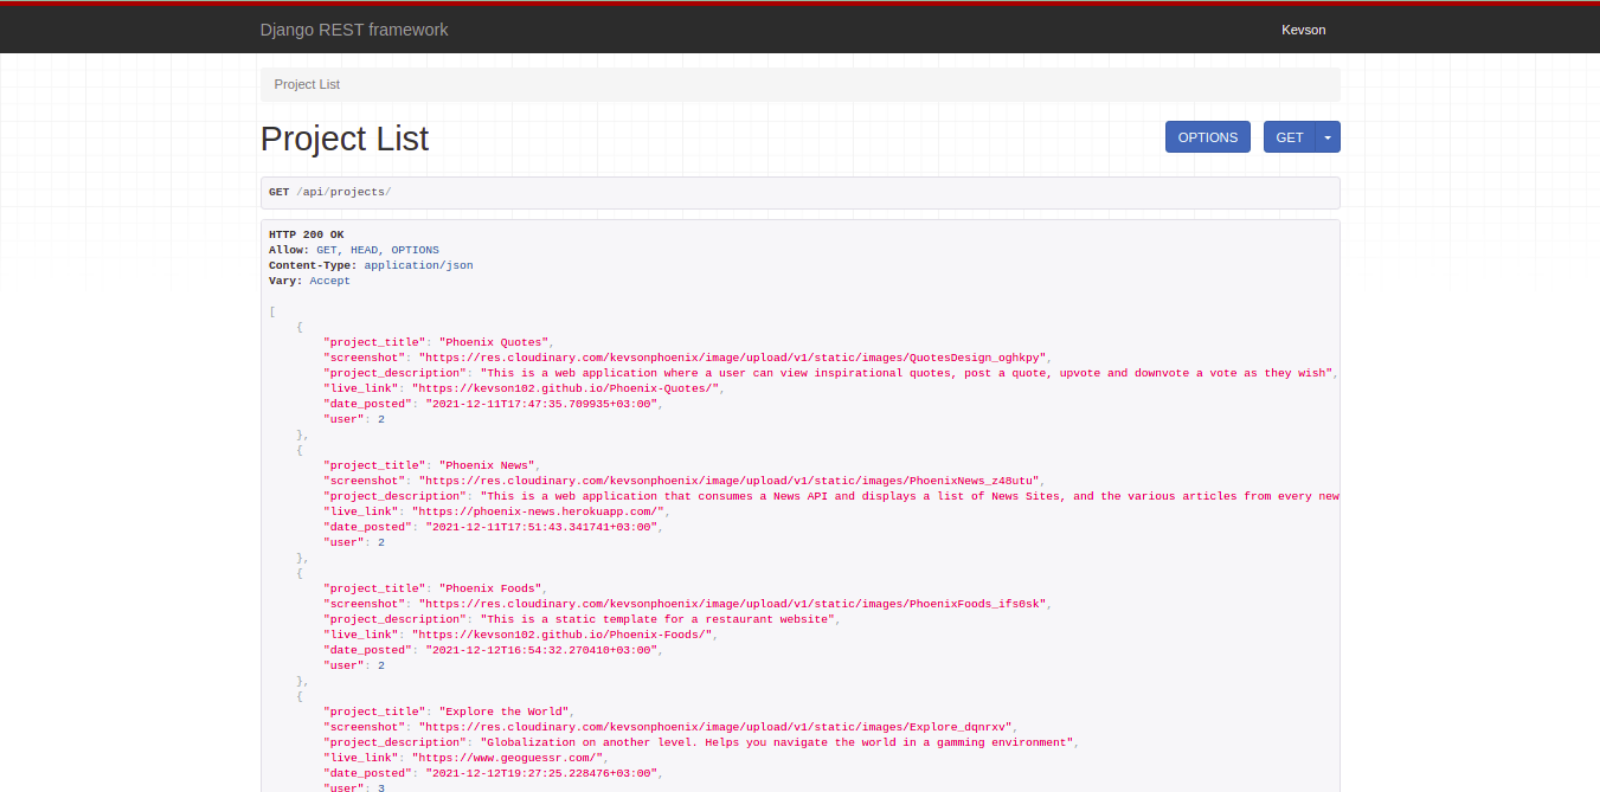 Django REST framework
Kevson
Project List
Project List
OPTIONS
GET
GET /api/projects/
HTTP 200 OK
Allow: GET, HEAD, OPTIONS
Content-Type: application/json
Vary: Accept
[
{
"project_title": "Phoenix Quotes",
"screenshot": "https://res.cloudinary.com/kevsonphoenix/image/upload/v1/static/images/QuotesDesign_oghkpy",
"project_description": "This is a web application where a user can view inspirational quotes, post a quote, upvote and downvote a vote as they wish",
"live_link": "https://kevson102.github.io/Phoenix-Quotes/",
"date_posted": "2021-12-11T17:47:35.709935+03:00",
"user": 2
},
{
"project_title": "Phoenix News",
"screenshot": "https://res.cloudinary.com/kevsonphoenix/image/upload/v1/static/images/PhoenixNews_z48utu",
"project_description": "This is a web application that consumes a News API and displays a list of News Sites, and the various articles from every new
"live_link": "https://phoenix-news.herokuapp.com/",
"date_posted": "2021-12-11T17:51:43.341741+03:00",
"user": 2
},
{
"project_title": "Phoenix Foods",
"screenshot": "https://res.cloudinary.com/kevsonphoenix/image/upload/v1/static/images/PhoenixFoods_ifs0sk",
"project_description": "This is a static template for a restaurant website",
"live_link": "https://kevson102.github.io/Phoenix-Foods/",
"date_posted": "2021-12-12T16:54:32.270410+03:00",
"user": 2
},
{
"project_title": "Explore the World",
"screenshot": "https://res.cloudinary.com/kevsonphoenix/image/upload/v1/static/images/Explore_dqnrxv",
"project_description": "Globalization on another level. Helps you navigate the world in a gamming environment",
"live_link": "https://www.geoguessr.com/",
"date_posted": "2021-12-12T19:27:25.228476+03:00",
"user": 3